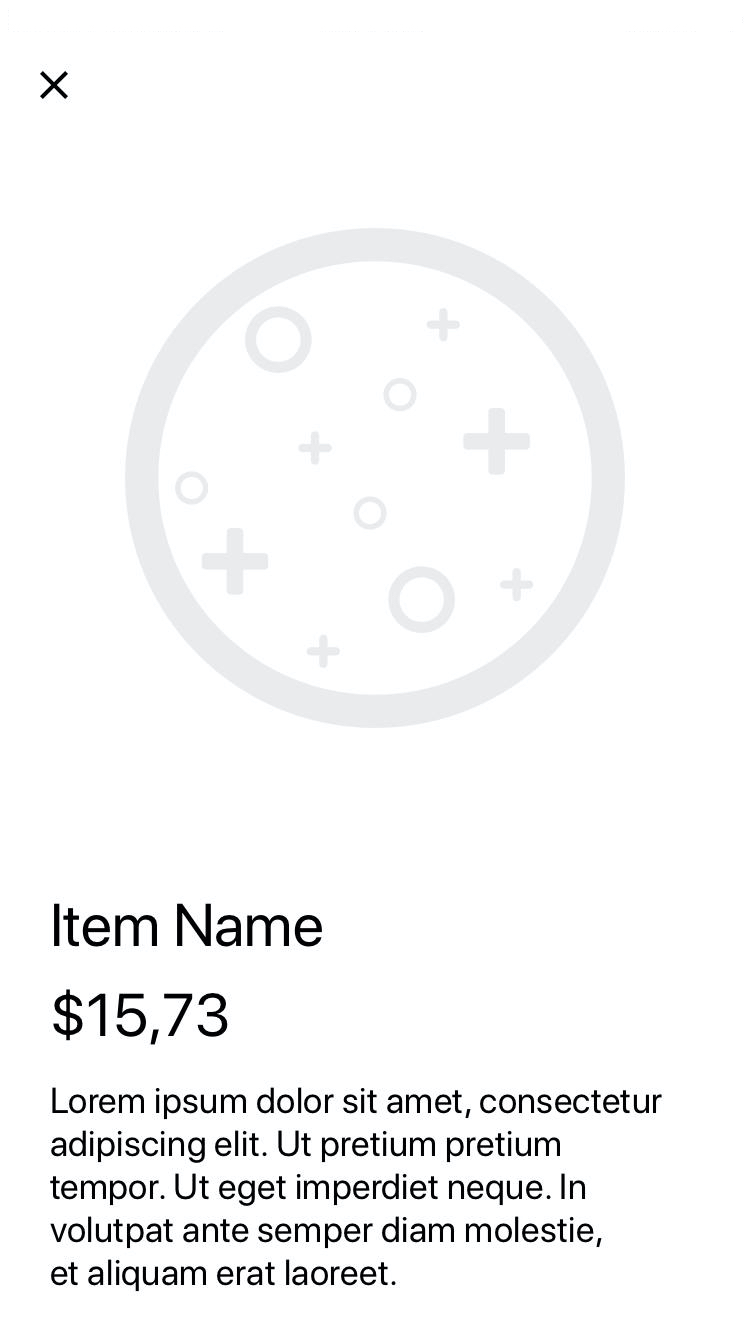 Item Name
$15,73
Lorem ipsum dolor sit amet, consectetur
adipiscing elit. Ut pretium pretium
tempor. Ut eget imperdiet neque. In
volutpat ante semper diam molestie,
et aliquam erat laoreet.